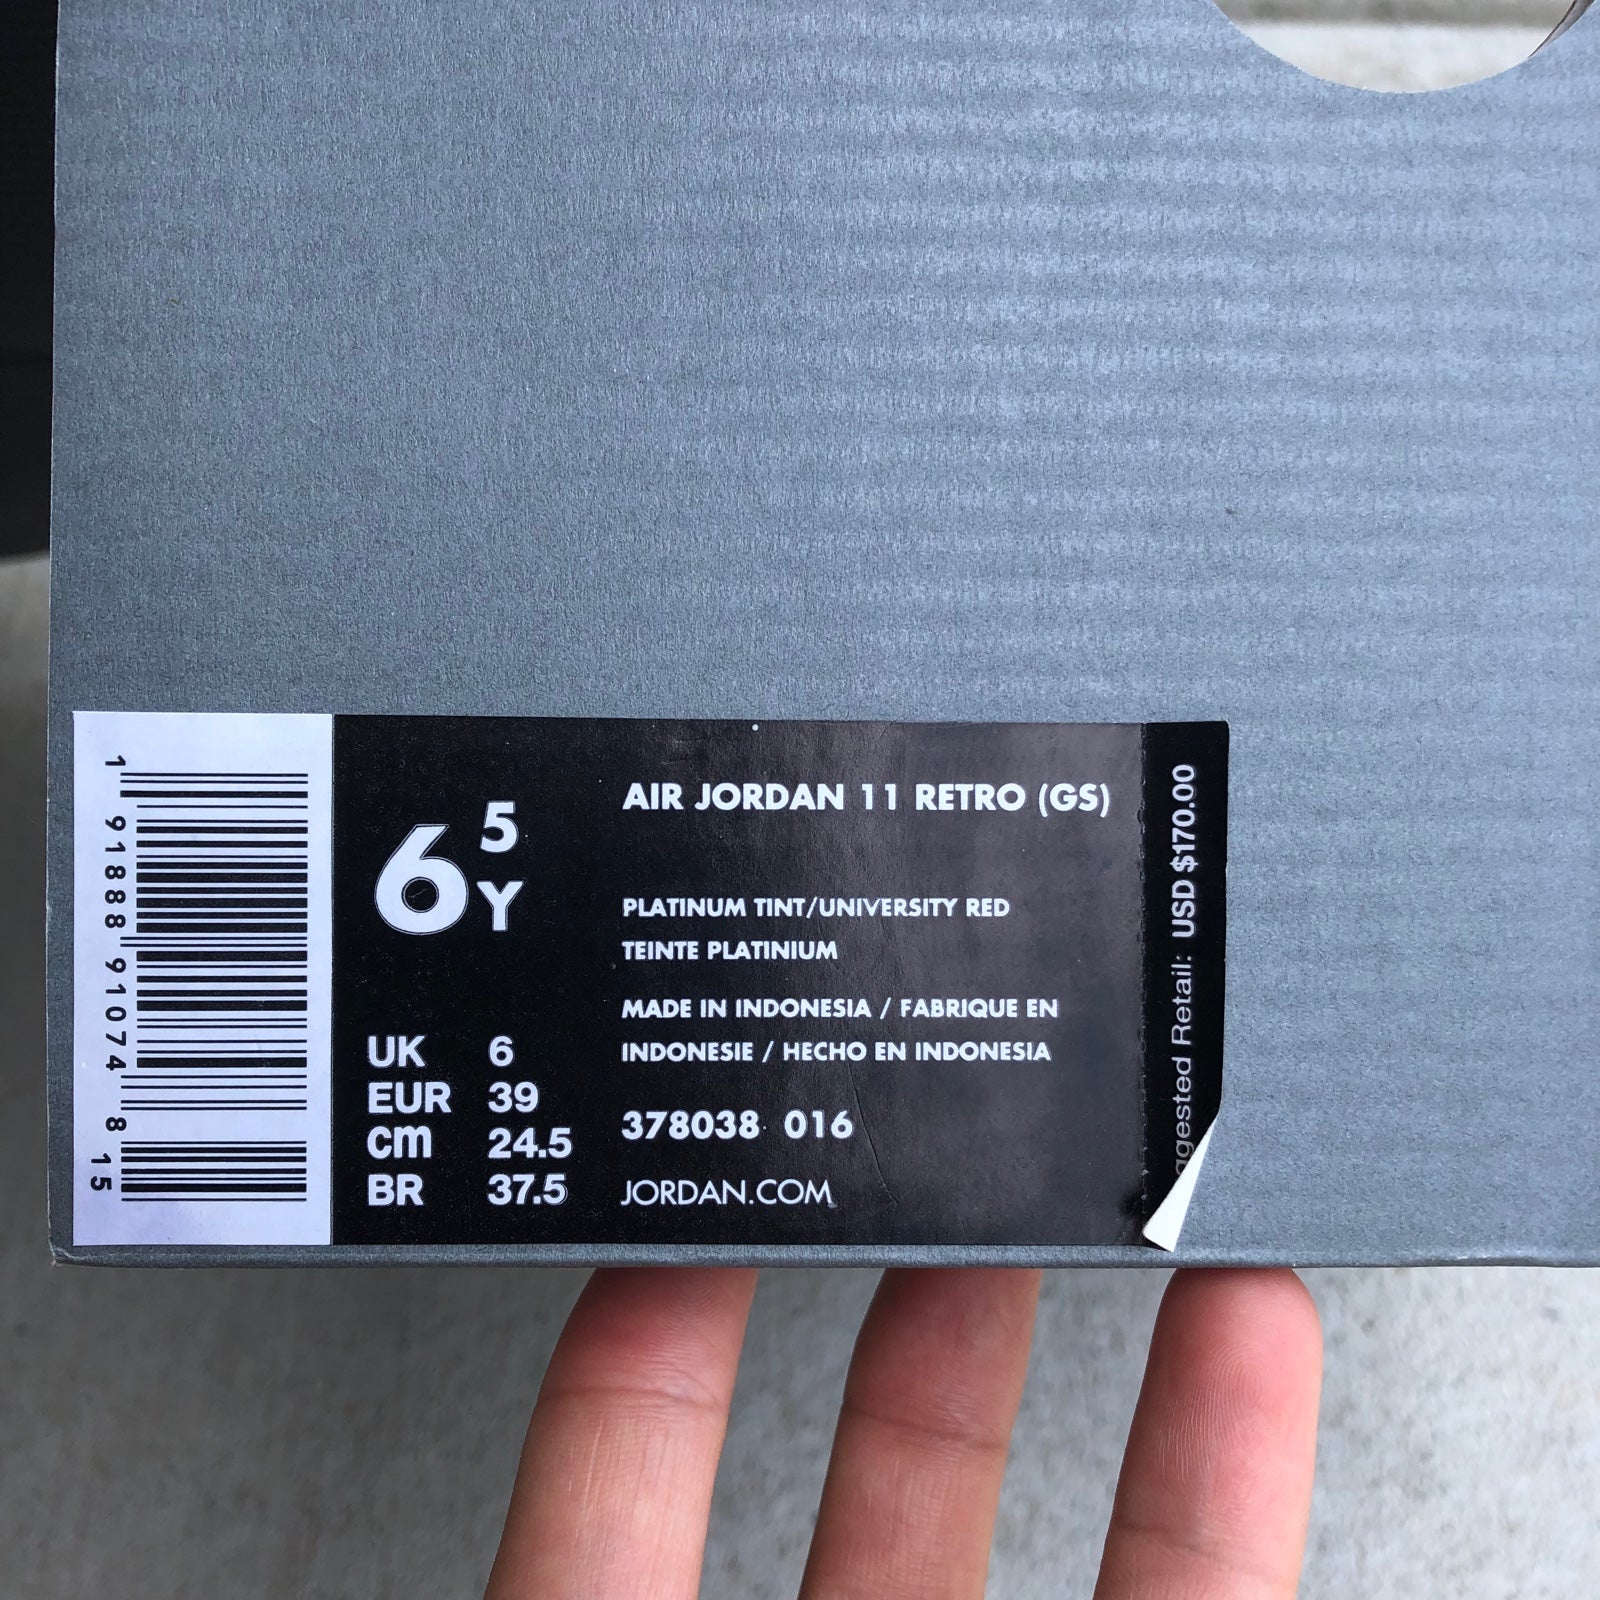 1 91888 91074 8 15
6 5
Y
UK 6
EUR 39
cm 24.5
BR 37.5
AIR JORDAN 11 RETRO (GS)
PLATINUM TINT/UNIVERSITY RED
TEINTE PLATINIUM
MADE IN INDONESIA / FABRIQUE EN
INDONESIE / HECHO EN INDONESIA
378038 016
JORDAN.COM
ggested Retail: USD $170.00